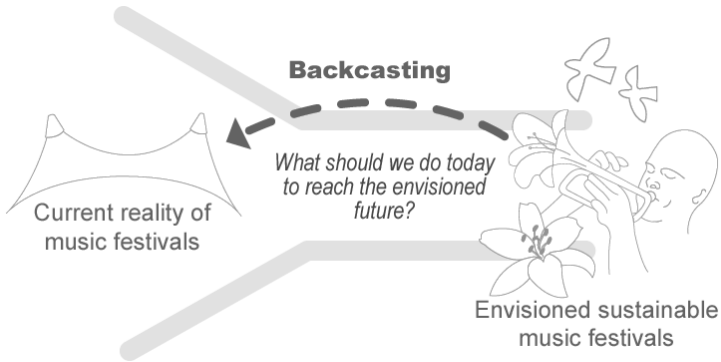 Backcasting
What should we do today
to reach the envisioned
future?
Current reality of
music festivals
Envisioned sustainable
music festivals